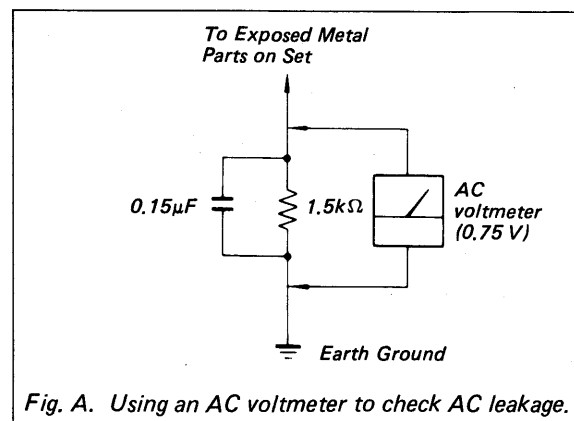 To Exposed Metal
Parts on Set
0.15μF
1.5kΩ
AC
voltmeter
(0.75 V)
Earth Ground
Fig. A. Using an AC voltmeter to check AC leakage.